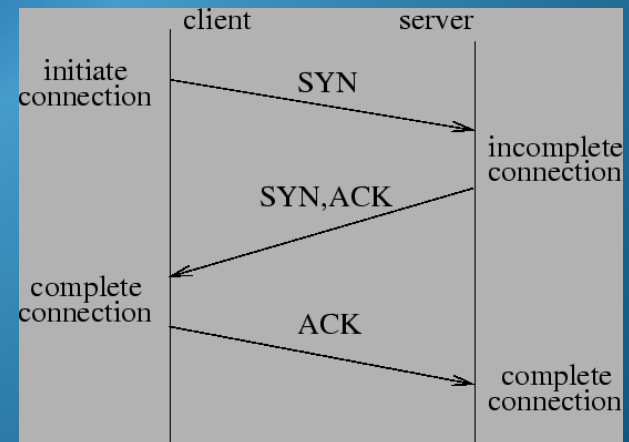 client
server
initiate
connection
SYN
incomplete
connection
SYN,ACK
complete
connection
ACK
complete
connection